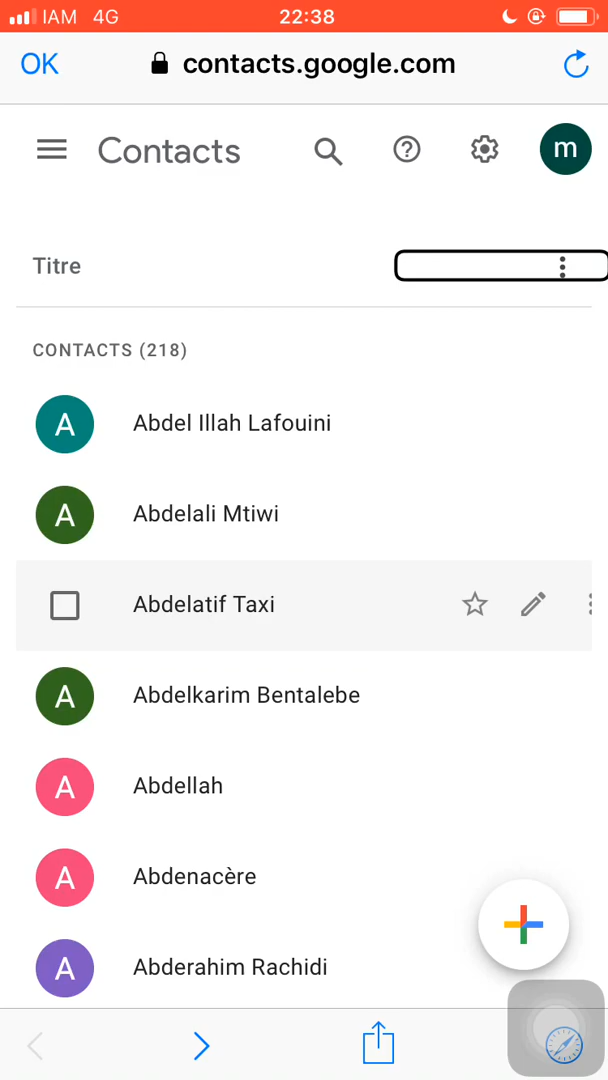 IAM 4G 22:38
OK contacts.google.com
Contacts m
Titre
CONTACTS (218)
A Abdel Illah Lafouini
A Abdelali Mtiwi
Abdelatif Taxi
A Abdelkarim Bentalebe
A Abdellah
A Abdenacère
A Abderahim Rachidi